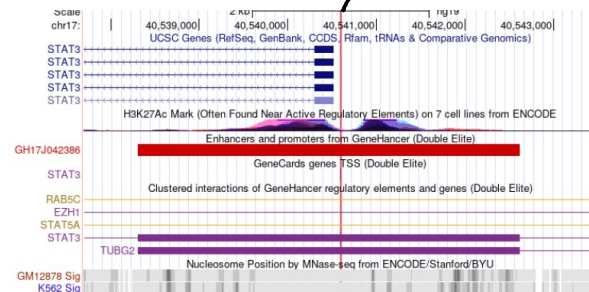 Scale 2 kb hg19
chr17: 40,539,000 40,540,000 40,541,000 40,542,000 40,543,000
UCSC Genes (RefSeq, GenBank, CCDS, Rfam, tRNAs & Comparative Genomics)
STAT3
STAT3
STAT3
STAT3
STAT3
H3K27Ac Mark (Often Found Near Active Regulatory Elements) on 7 cell lines from ENCODE
Enhancers and promoters from GeneHancer (Double Elite)
GH17J042386
GeneCards genes TSS (Double Elite)
STAT3
Clustered interactions of GeneHancer regulatory elements and genes (Double Elite)
RAB5C
EZH1
STAT5A
STAT3
TUBG2
Nucleosome Position by MNase-seq from ENCODE/Stanford/BYU
GM12878 Sig
K562 Sig